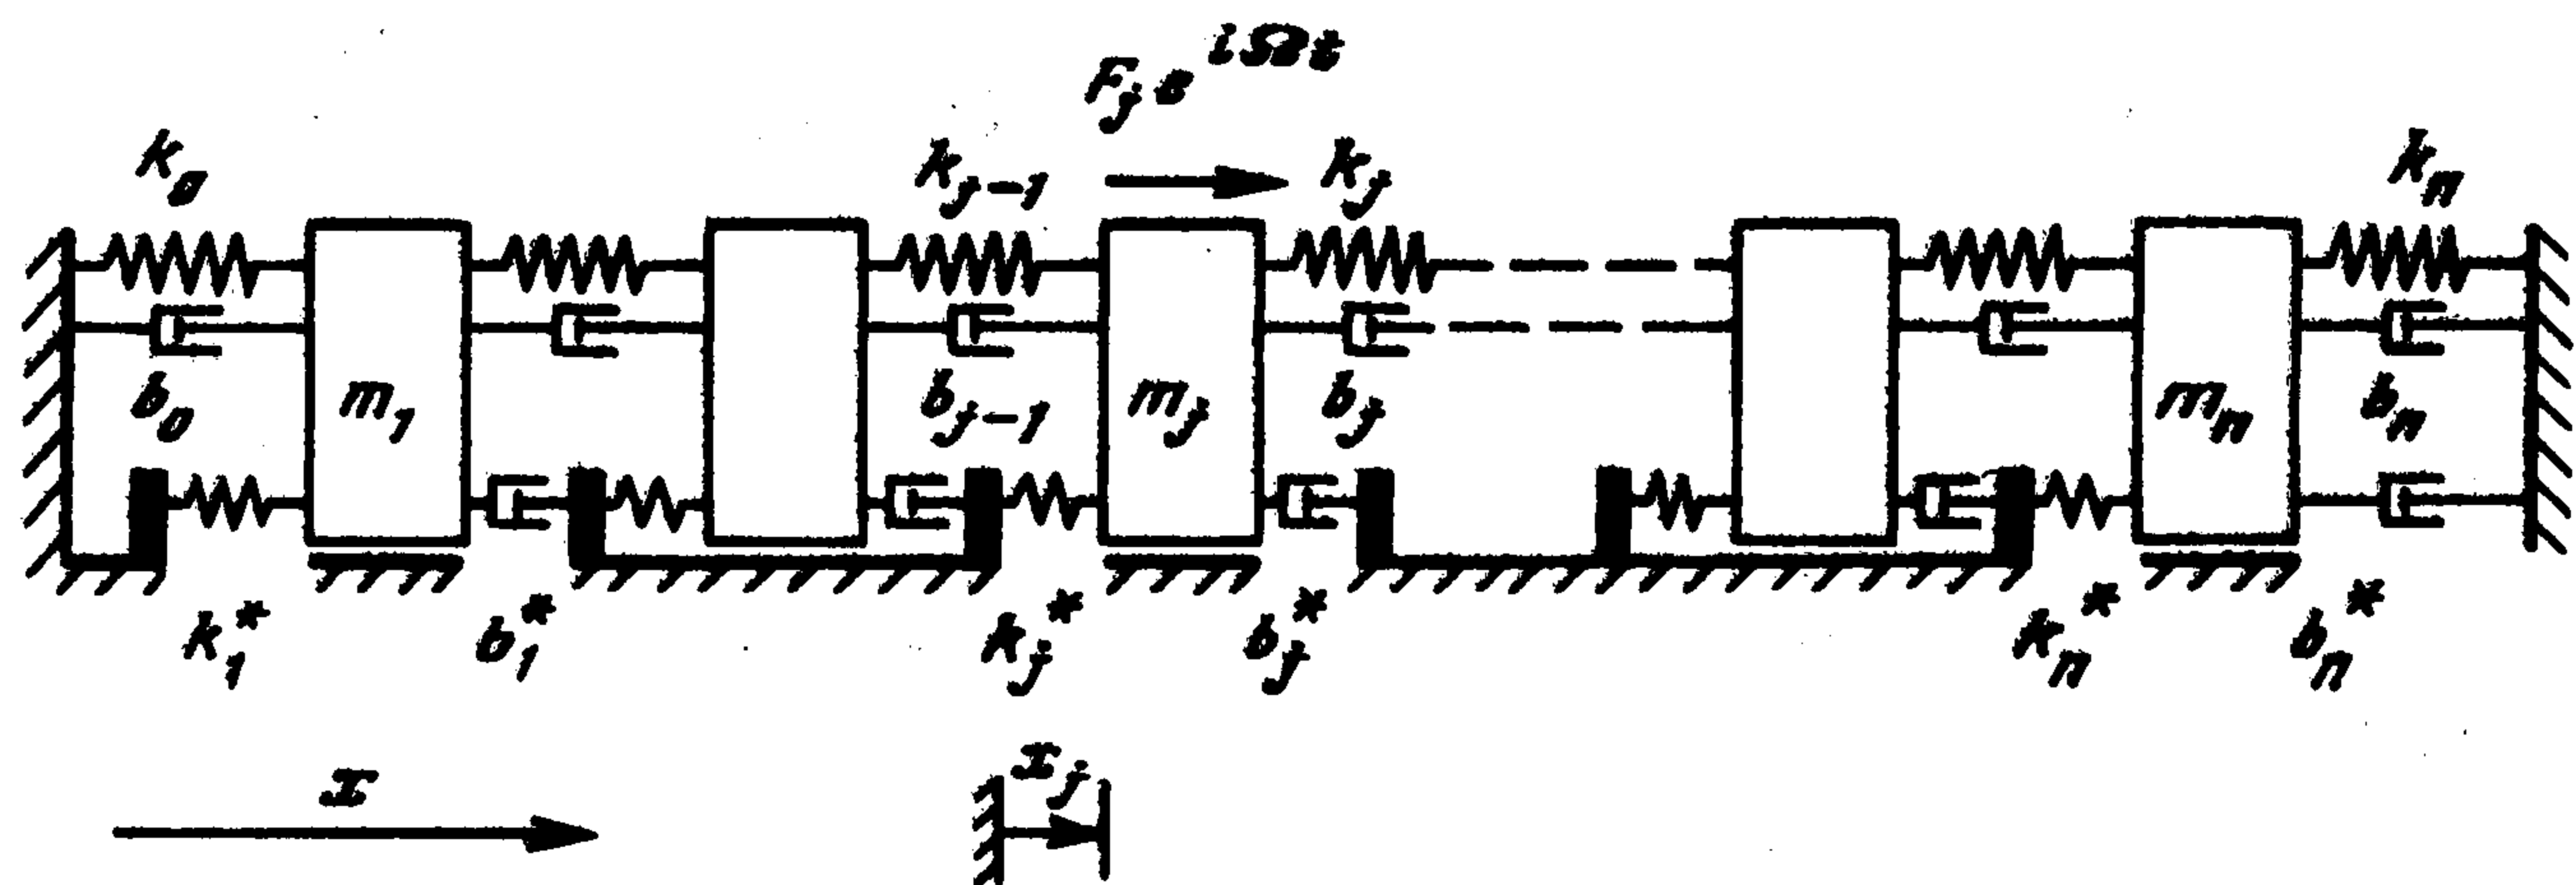 F_j e^{iΩt}
k_0 k_{j-1} k_j k_n
b_0 m_1 b_{j-1} m_j b_j m_n b_n
k_1^* b_1^* k_j^* b_j^* k_n^* b_n^*
x x_j